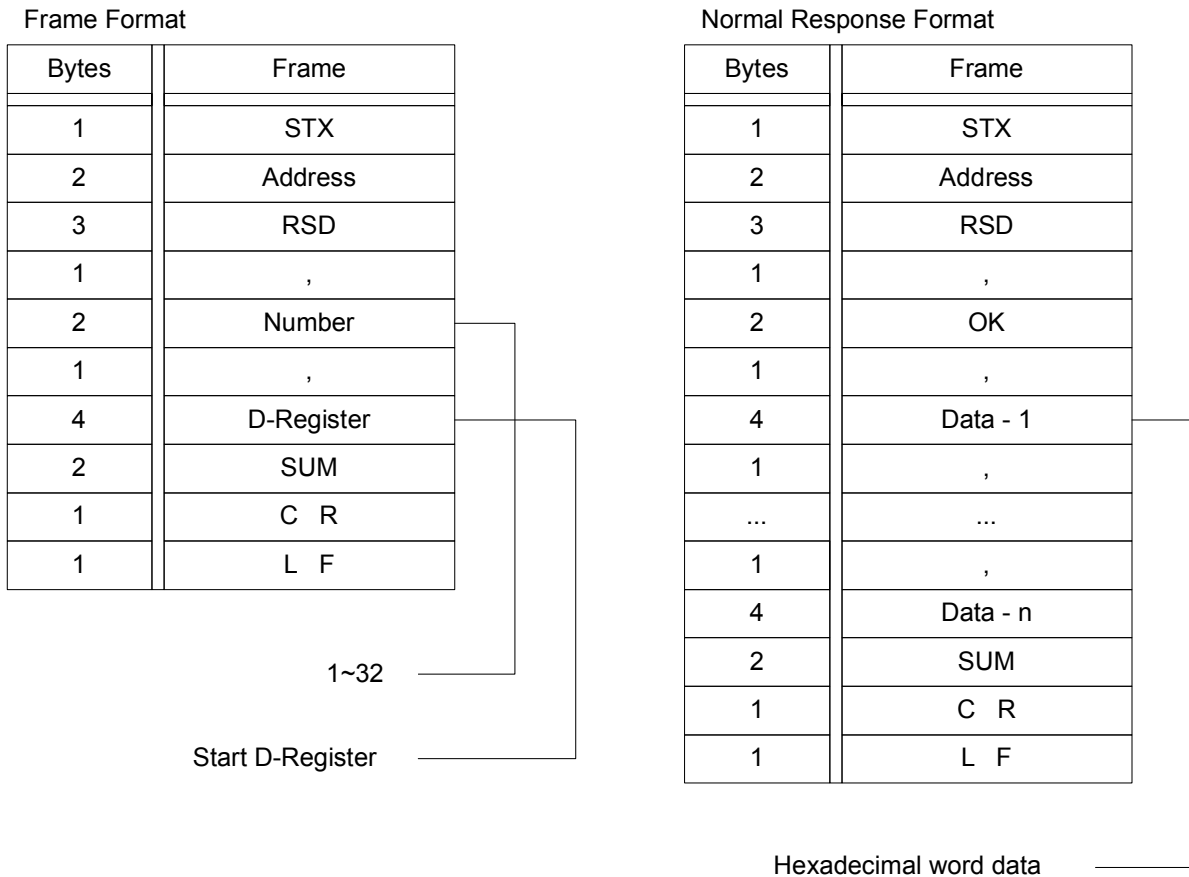 Frame Format
Bytes Frame
1 STX
2 Address
3 RSD
1 ,
2 Number
1 ,
4 D-Register
2 SUM
1 C R
1 L F
1~32
Start D-Register
Normal Response Format
Bytes Frame
1 STX
2 Address
3 RSD
1 ,
2 OK
1 ,
4 Data - 1
1 ,
... ...
1 ,
4 Data - n
2 SUM
1 C R
1 L F
Hexadecimal word data